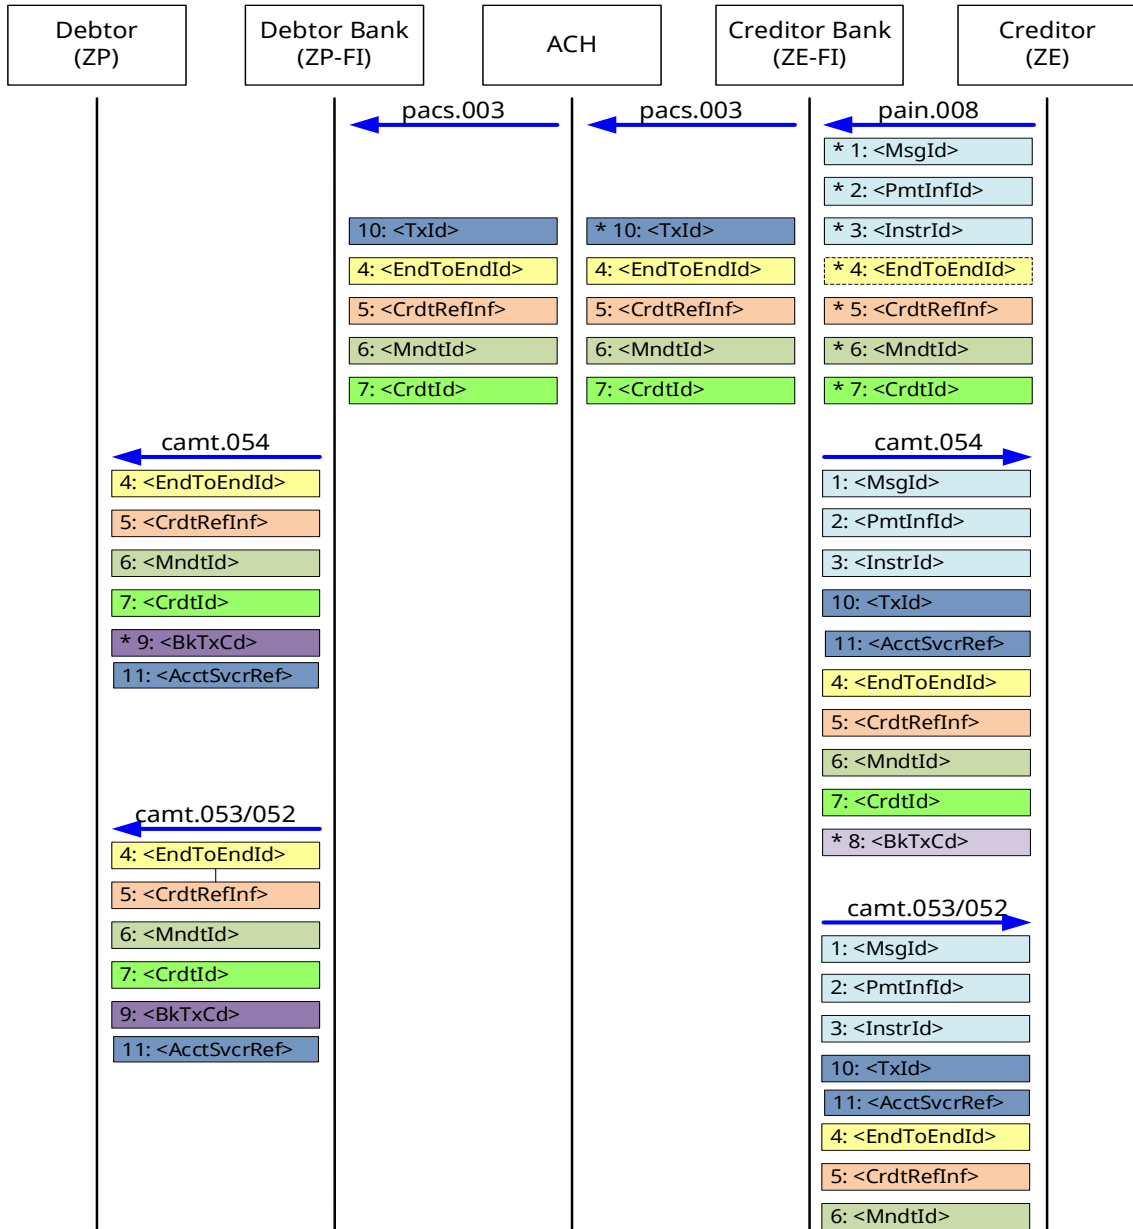 Debtor
(ZP)
Debtor Bank
(ZP-FI)
ACH
Creditor Bank
(ZE-FI)
Creditor
(ZE)
pacs.003
pacs.003
pain.008
* 1: <MsgId>
* 2: <PmtInfId>
10: <TxId>
* 10: <TxId>
* 3: <InstrId>
4: <EndToEndId>
4: <EndToEndId>
* 4: <EndToEndId>
5: <CrdtRefInf>
5: <CrdtRefInf>
* 5: <CrdtRefInf>
6: <MndtId>
6: <MndtId>
* 6: <MndtId>
7: <CrdtId>
7: <CrdtId>
* 7: <CrdtId>
camt.054
4: <EndToEndId>
5: <CrdtRefInf>
6: <MndtId>
7: <CrdtId>
* 9: <BkTxCd>
11: <AcctSvcrRef>
camt.054
1: <MsgId>
2: <PmtInfId>
3: <InstrId>
10: <TxId>
11: <AcctSvcrRef>
4: <EndToEndId>
5: <CrdtRefInf>
6: <MndtId>
7: <CrdtId>
* 8: <BkTxCd>
camt.053/052
4: <EndToEndId>
5: <CrdtRefInf>
6: <MndtId>
7: <CrdtId>
9: <BkTxCd>
11: <AcctSvcrRef>
camt.053/052
1: <MsgId>
2: <PmtInfId>
3: <InstrId>
10: <TxId>
11: <AcctSvcrRef>
4: <EndToEndId>
5: <CrdtRefInf>
6: <MndtId>